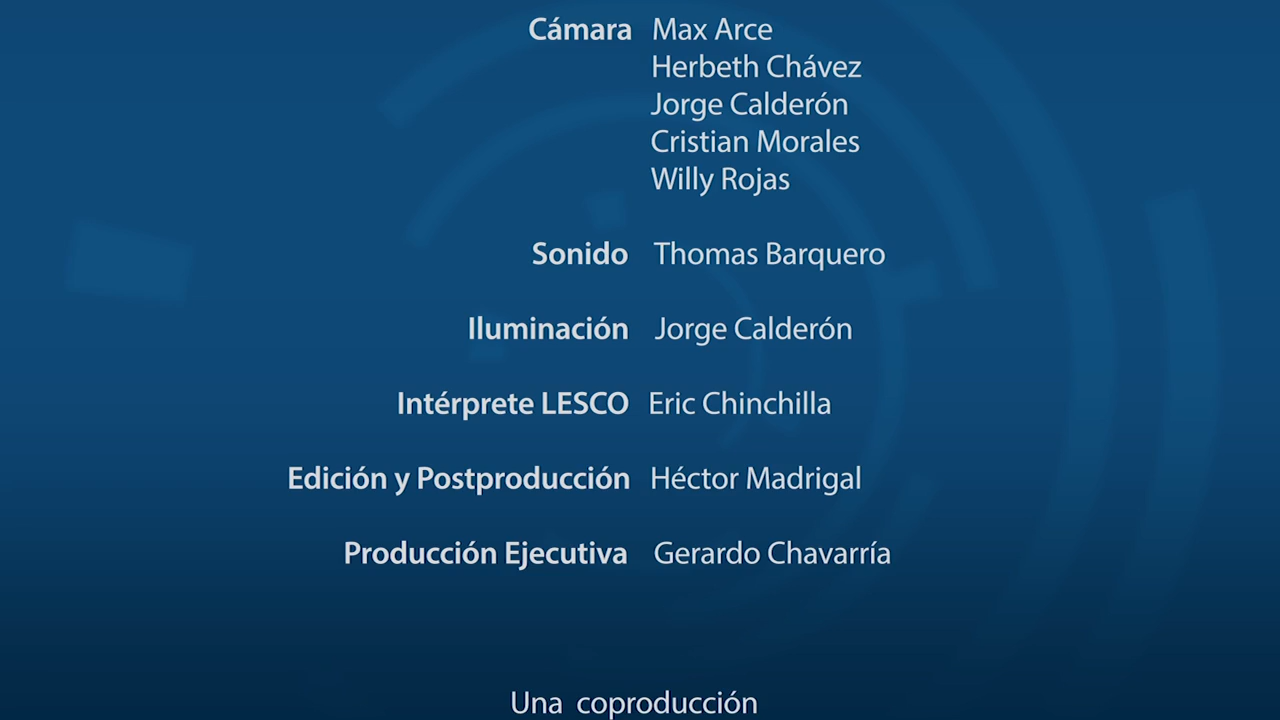 Cámara Max Arce
Herbeth Chávez
Jorge Calderón
Cristian Morales
Willy Rojas
Sonido Thomas Barquero
Iluminación Jorge Calderón
Intérprete LESCO Eric Chinchilla
Edición y Postproducción Héctor Madrigal
Producción Ejecutiva Gerardo Chavarría
Una coproducción